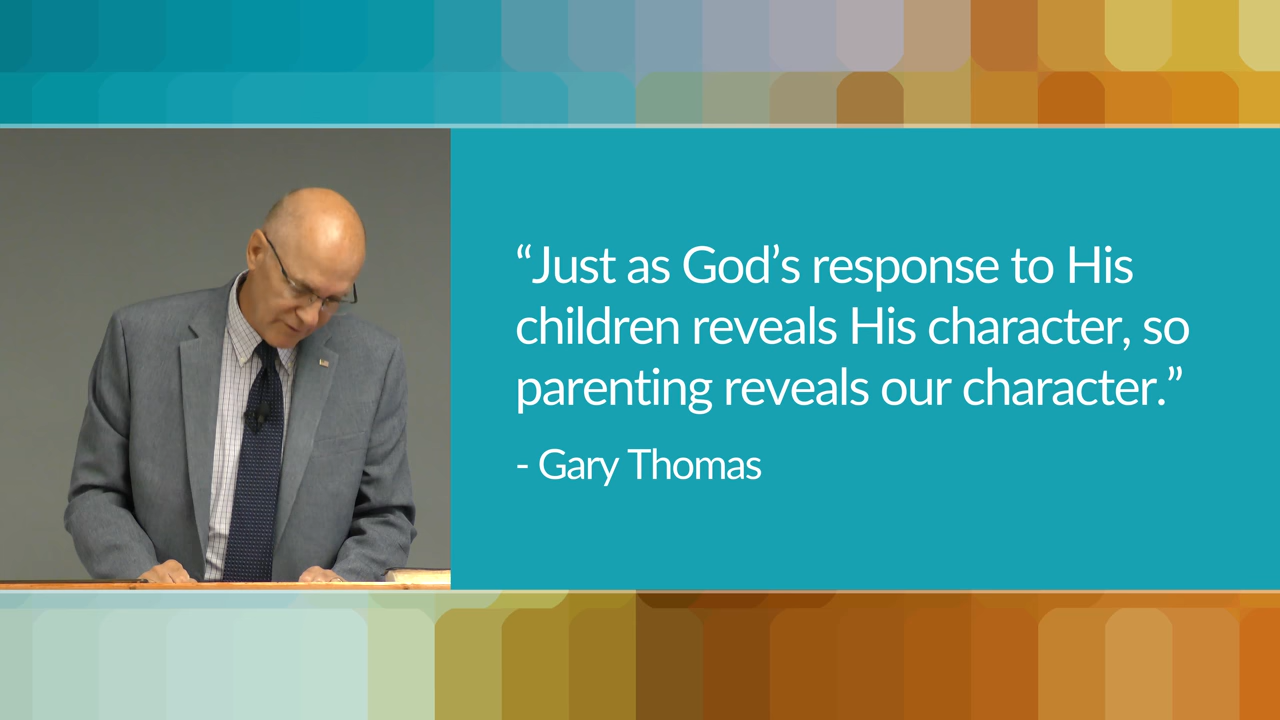 “Just as God’s response to His
children reveals His character, so
parenting reveals our character.”
- Gary Thomas